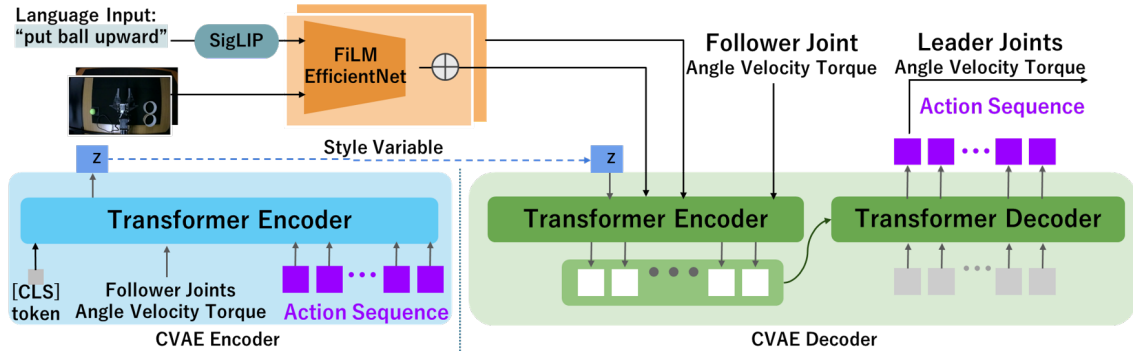 Language Input:
“put ball upward”
SigLIP
FiLM
EfficientNet
Follower Joint
Angle Velocity Torque
Leader Joints
Angle Velocity Torque
Action Sequence
Style Variable
z
z
Transformer Encoder
Transformer Encoder
Transformer Decoder
[CLS]
token
Follower Joints
Angle Velocity Torque
Action Sequence
CVAE Encoder
CVAE Decoder